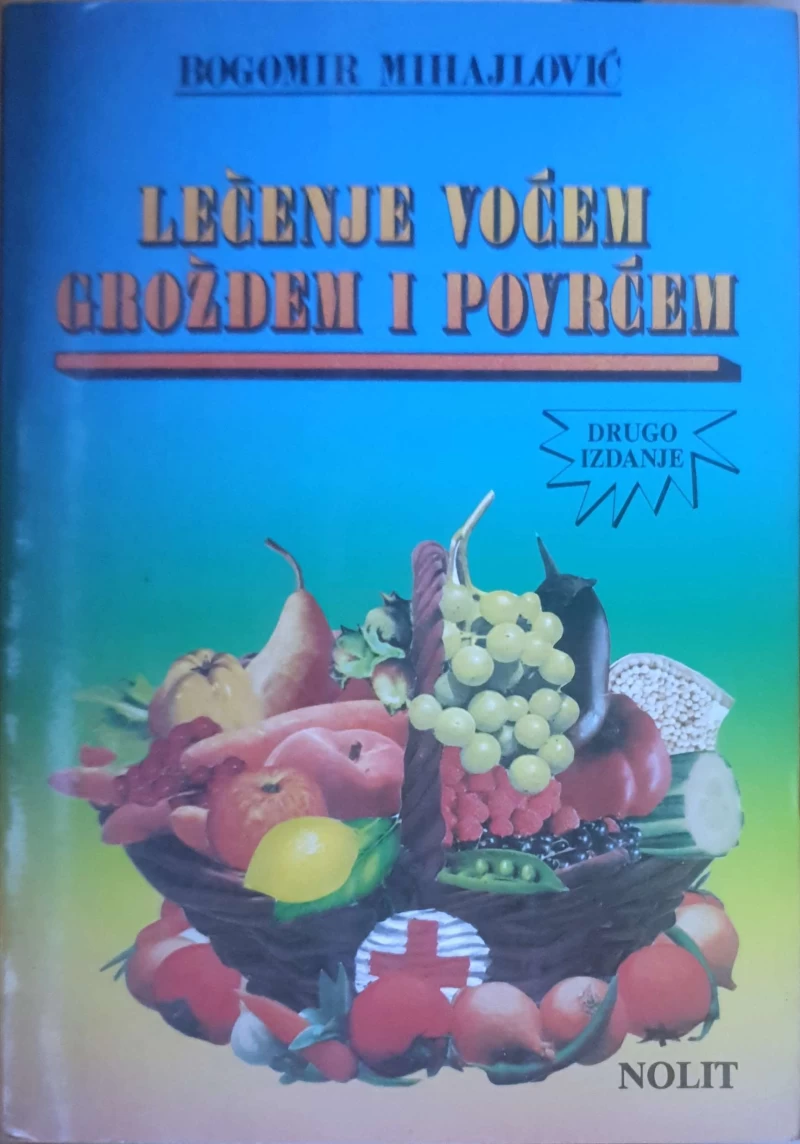 BOGOMIR MIHAJLOVIĆ
LEČENJE VOĆEM
GROŽĐEM I POVRĆEM
DRUGO
IZDANJE
NOLIT